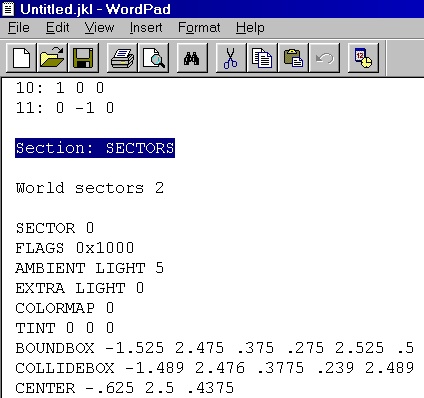 Untitled.jkl - WordPad
File Edit View Insert Format Help
10: 1 0 0
11: 0 -1 0
Section: SECTORS
World sectors 2
SECTOR 0
FLAGS 0x1000
AMBIENT LIGHT 5
EXTRA LIGHT 0
COLORMAP 0
TINT 0 0 0
BOUNDBOX -1.525 2.475 .375 .275 2.525 .5
COLLIDEBOX -1.489 2.476 .3775 .239 2.489
CENTER -.625 2.5 .4375